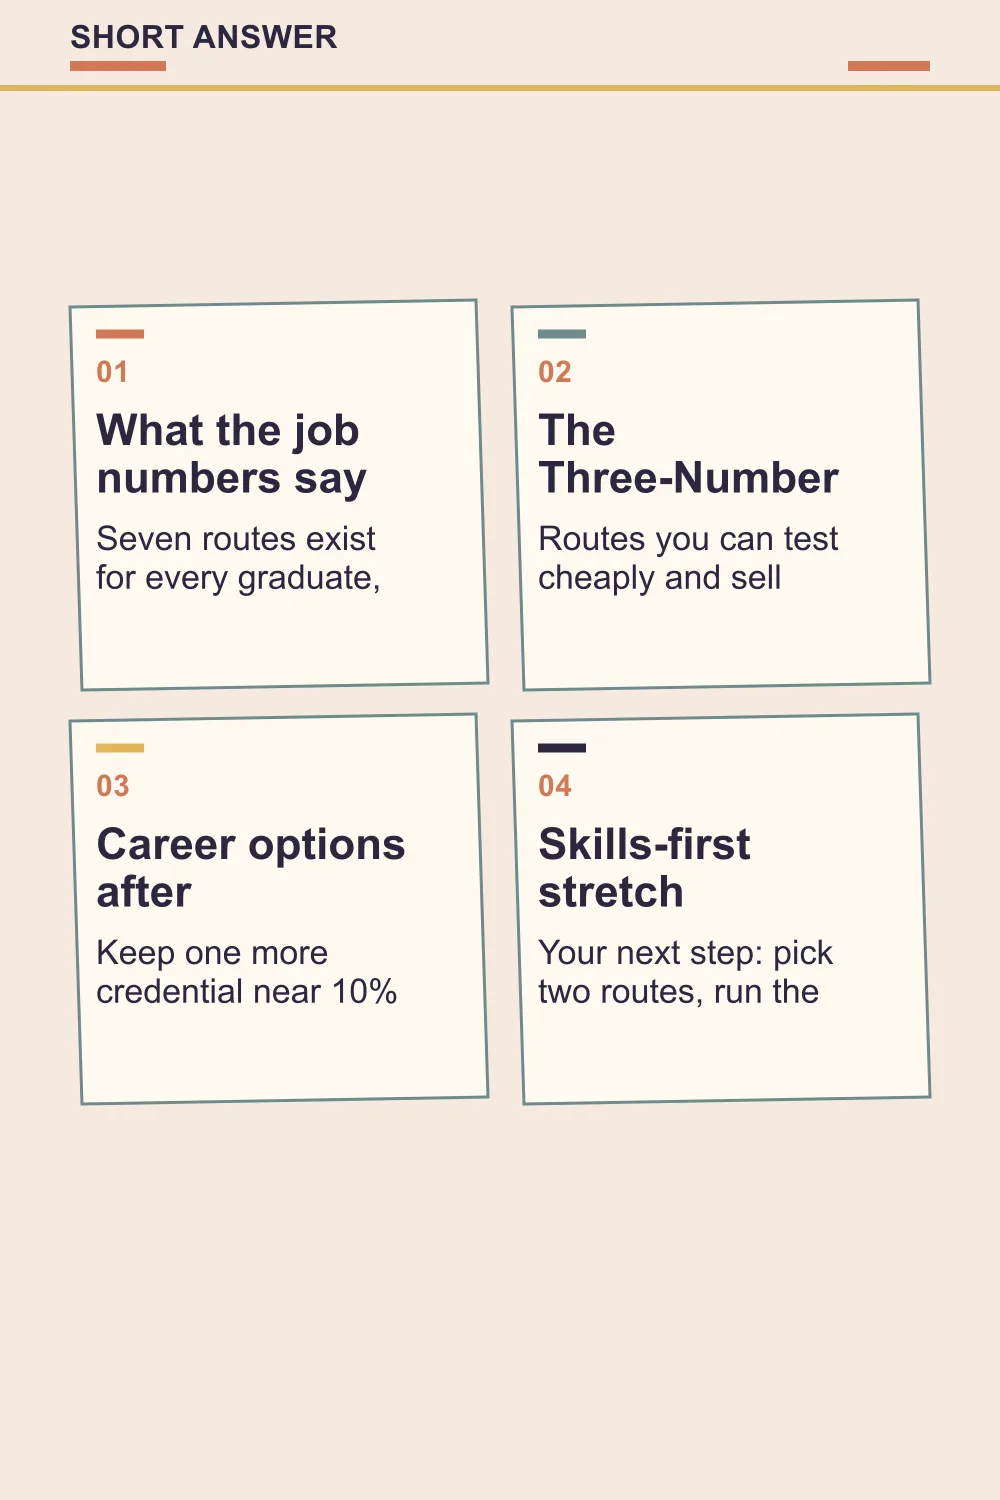 SHORT ANSWER
01
What the job
numbers say
Seven routes exist
for every graduate,
02
The
Three-Number
Routes you can test
cheaply and sell
03
Career options
after
Keep one more
credential near 10%
04
Skills-first
stretch
Your next step: pick
two routes, run the